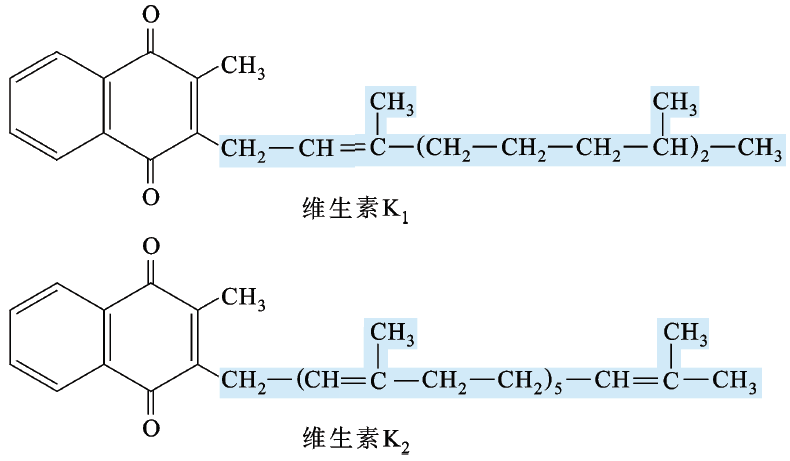 O
CH₃
CH₃
CH₃
CH₂—CH=C—(CH₂—CH₂—CH₂—CH)₂—CH₃
O
维生素K₁
O
CH₃
CH₃
CH₃
CH₂—(CH=C—CH₂—CH₂)₅—CH=C—CH₃
O
维生素K₂